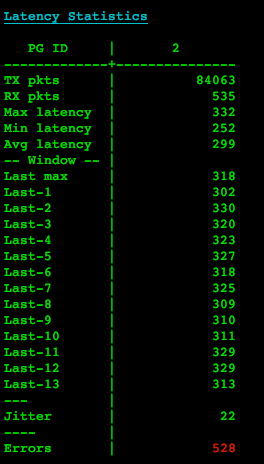 Latency Statistics
PG ID | 2
--------------+---------------
TX pkts | 84063
RX pkts | 535
Max latency | 332
Min latency | 252
Avg latency | 299
-- Window -- |
Last max | 318
Last-1 | 302
Last-2 | 330
Last-3 | 320
Last-4 | 323
Last-5 | 327
Last-6 | 318
Last-7 | 325
Last-8 | 309
Last-9 | 310
Last-10 | 311
Last-11 | 329
Last-12 | 329
Last-13 | 313
--- |
Jitter | 22
---- |
Errors | 528